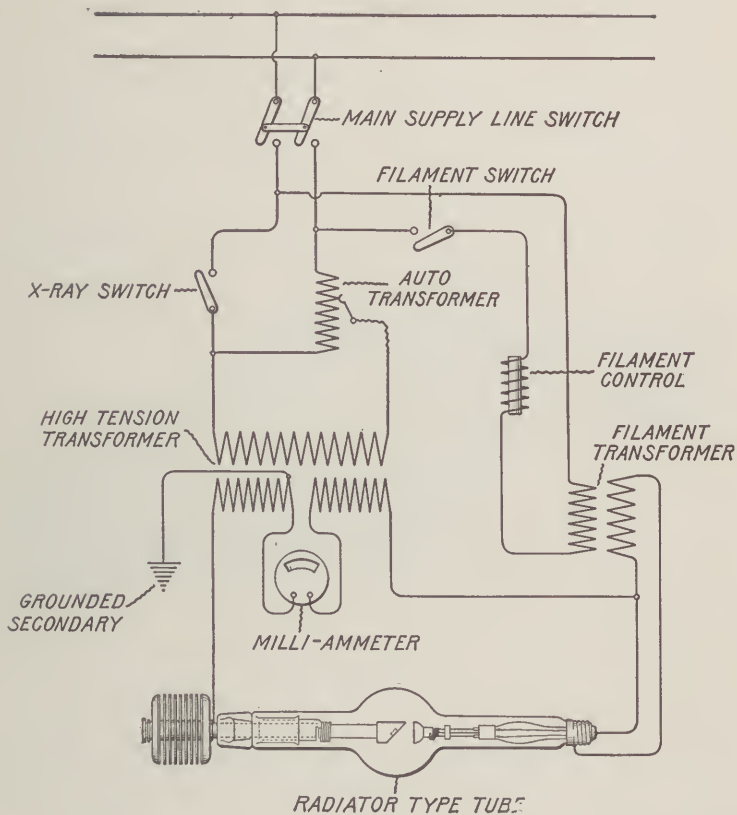 MAIN SUPPLY LINE SWITCH
FILAMENT SWITCH
X-RAY SWITCH
AUTO
TRANSFORMER
FILAMENT
CONTROL
HIGH TENSION
TRANSFORMER
FILAMENT
TRANSFORMER
GROUNDED
SECONDARY
MILLI-AMMETER
RADIATOR TYPE TUBE